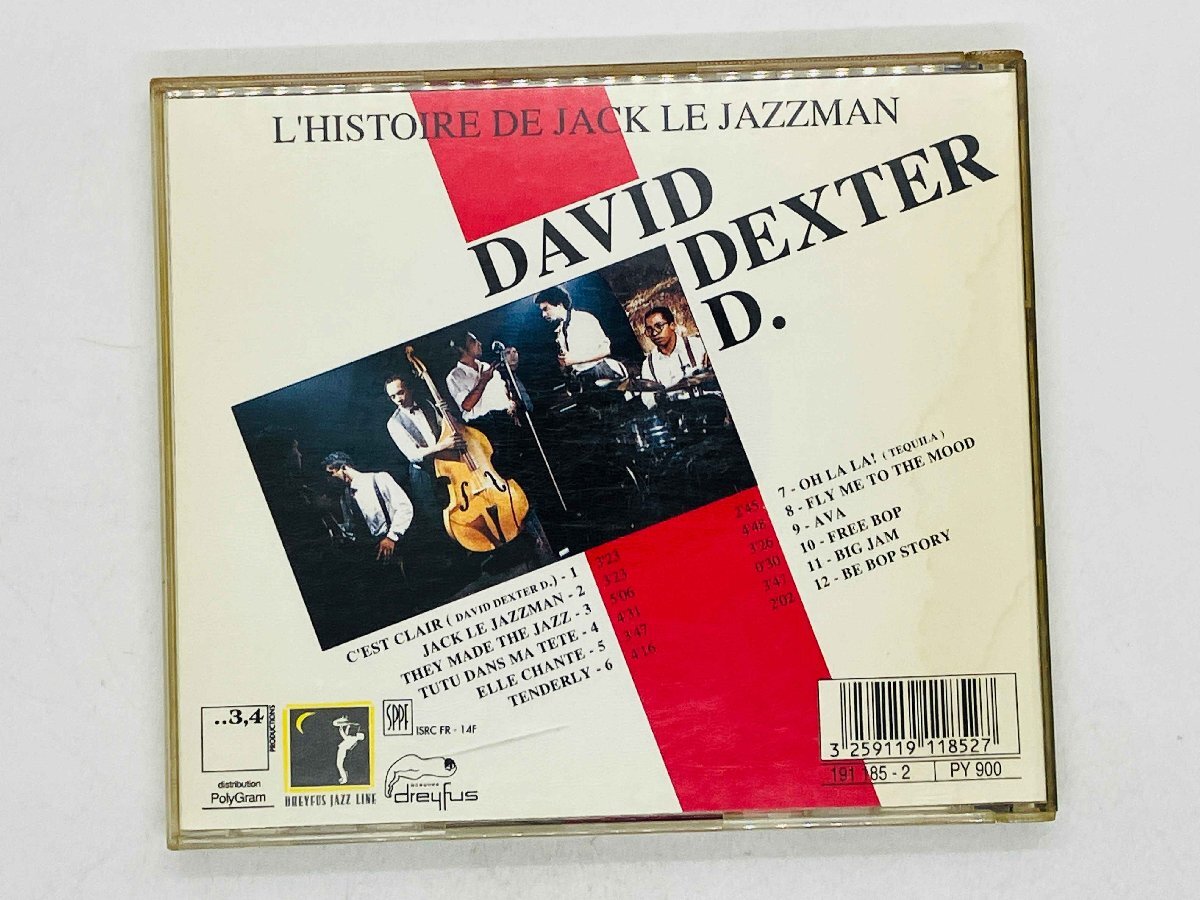 L'HISTOIRE DE JACK LE JAZZMAN
DAVID
DEXTER
D.
C'EST CLAIR ( DAVID DEXTER D.) - 1 3'23
JACK LE JAZZMAN - 2 3'23
THEY MADE THE JAZZ - 3 5'06
TUTU DANS MA TETE - 4 4'31
ELLE CHANTE - 5 3'47
TENDERLY - 6 4'16
2'45 7 - OH LA LA! ( TEQUILA )
4'48 8 - FLY ME TO THE MOOD
3'26 9 - AVA
0'30 10 - FREE BOP
3'47 11 - BIG JAM
2'02 12 - BE BOP STORY
..3,4
PRODUCTIONS
distribution
PolyGram
DREYFUS JAZZ LINE
SPPF
ISRC FR - 14F
dreyfus
3 259119 118527
191 185 - 2 PY 900